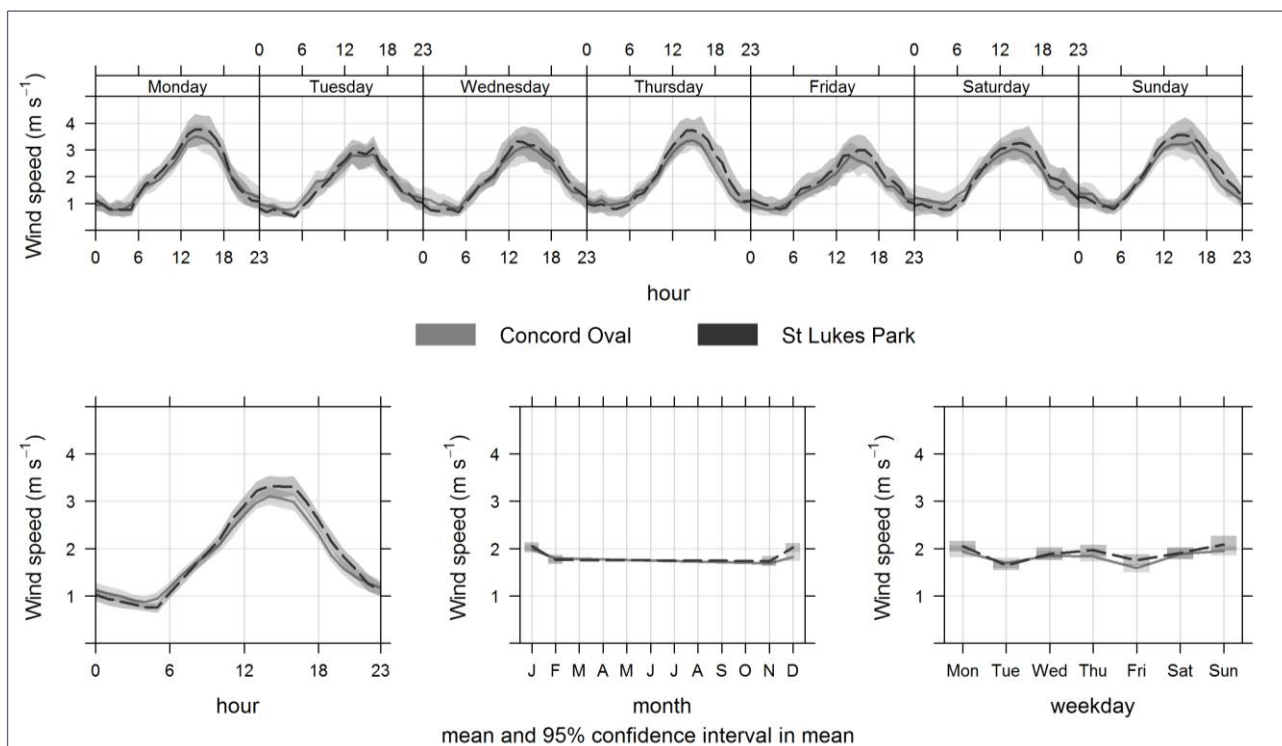 0 6 12 18 23 0 6 12 18 23 0 6 12 18 23
Monday Tuesday Wednesday Thursday Friday Saturday Sunday
Wind speed (m s⁻¹)
4
3
2
1
0 6 12 18 23 0 6 12 18 23 0 6 12 18 23 0 6 12 18 23
hour
Concord Oval St Lukes Park
Wind speed (m s⁻¹)
4
3
2
1
0 6 12 18 23
hour
Wind speed (m s⁻¹)
4
3
2
1
J F M A M J J A S O N D
month
Wind speed (m s⁻¹)
4
3
2
1
Mon Tue Wed Thu Fri Sat Sun
weekday
mean and 95% confidence interval in mean